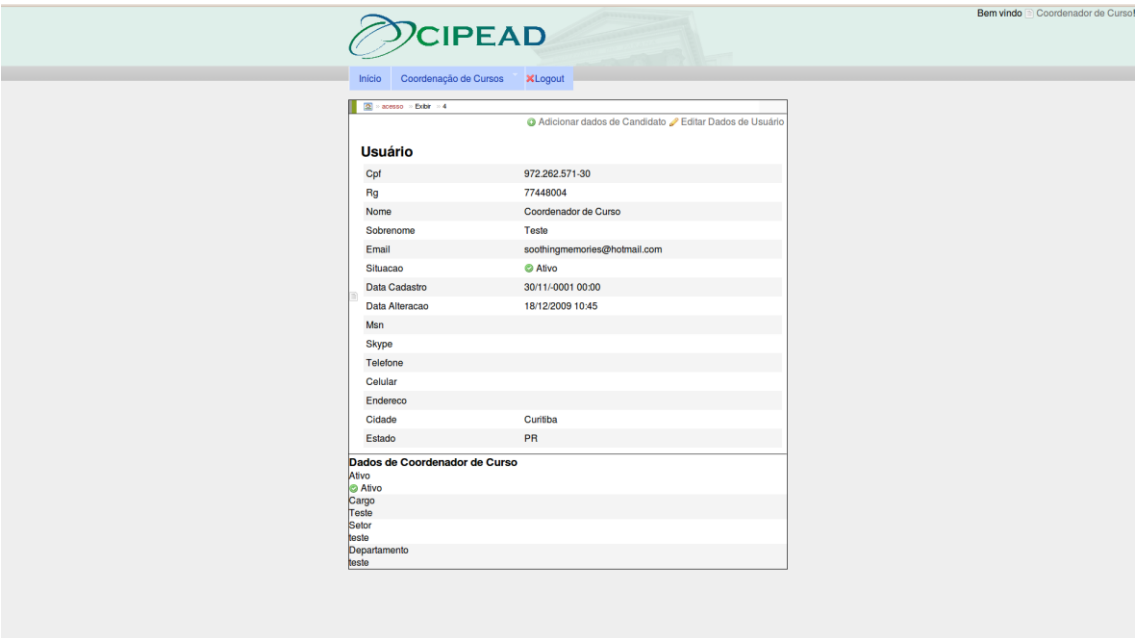 Bem vindo Coordenador de Curso!
CIPEAD
Início Coordenação de Cursos Logout
acesso Exibir 4
Adicionar dados de Candidato Editar Dados de Usuário
Usuário
Cpf 972.262.571-30
Rg 77448004
Nome Coordenador de Curso
Sobrenome Teste
Email soothingmemories@hotmail.com
Situacao Ativo
Data Cadastro 30/11/-0001 00:00
Data Alteracao 18/12/2009 10:45
Msn
Skype
Telefone
Celular
Endereco
Cidade Curitiba
Estado PR
Dados de Coordenador de Curso
Ativo
Ativo
Cargo
Teste
Setor
teste
Departamento
teste